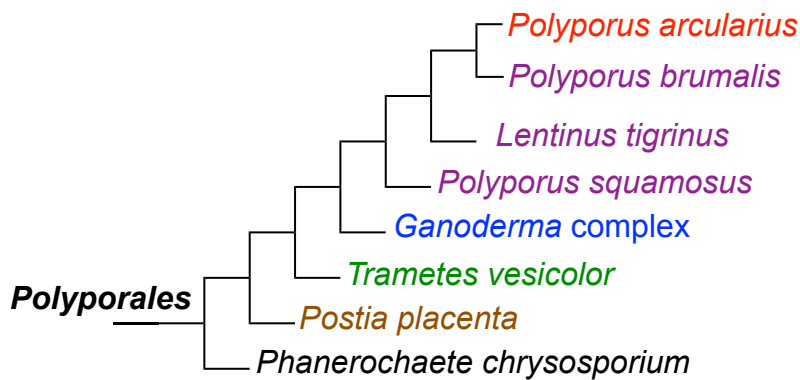 Polyporus arcularius
Polyporus brumalis
Lentinus tigrinus
Polyporus squamosus
Ganoderma complex
Trametes vesicolor
Polyporales
Postia placenta
Phanerochaete chrysosporium